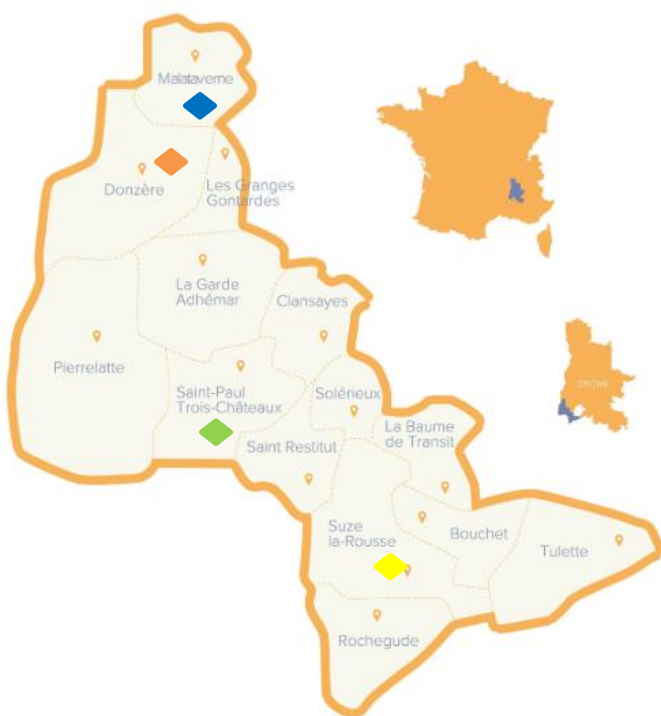 Malataverne
Donzère
Les Granges
Gontardes
La Garde
Adhémar
Clansayes
Pierrelatte
Saint-Paul
Trois-Châteaux
Solérieux
La Baume
de Transit
Saint Restitut
Suze
la-Rousse
Bouchet
Tulette
Rochegude
DRÔME